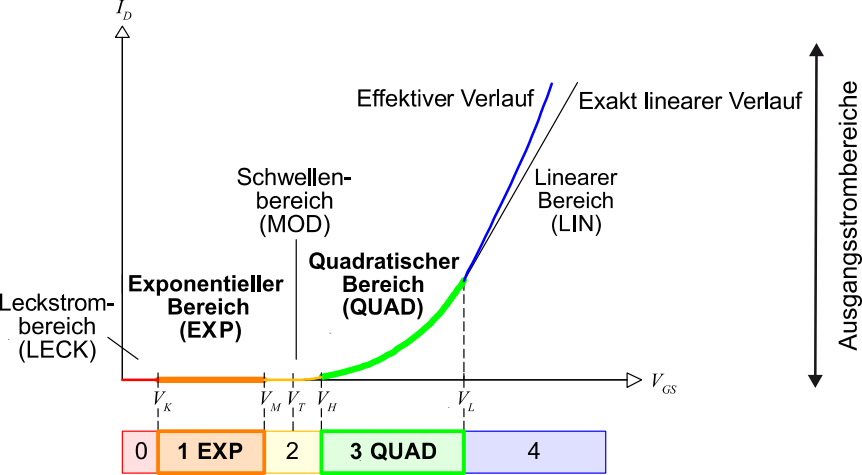 I_D
Effektiver Verlauf
Exakt linearer Verlauf
Ausgangsstrombereiche
Schwellen-
bereich
(MOD)
Linearer
Bereich
(LIN)
Quadratischer
Bereich
(QUAD)
Exponentieller
Bereich
(EXP)
Leckstrom-
bereich
(LECK)
V_GS
V_K
V_M
V_T
V_H
V_L
0
1 EXP
2
3 QUAD
4